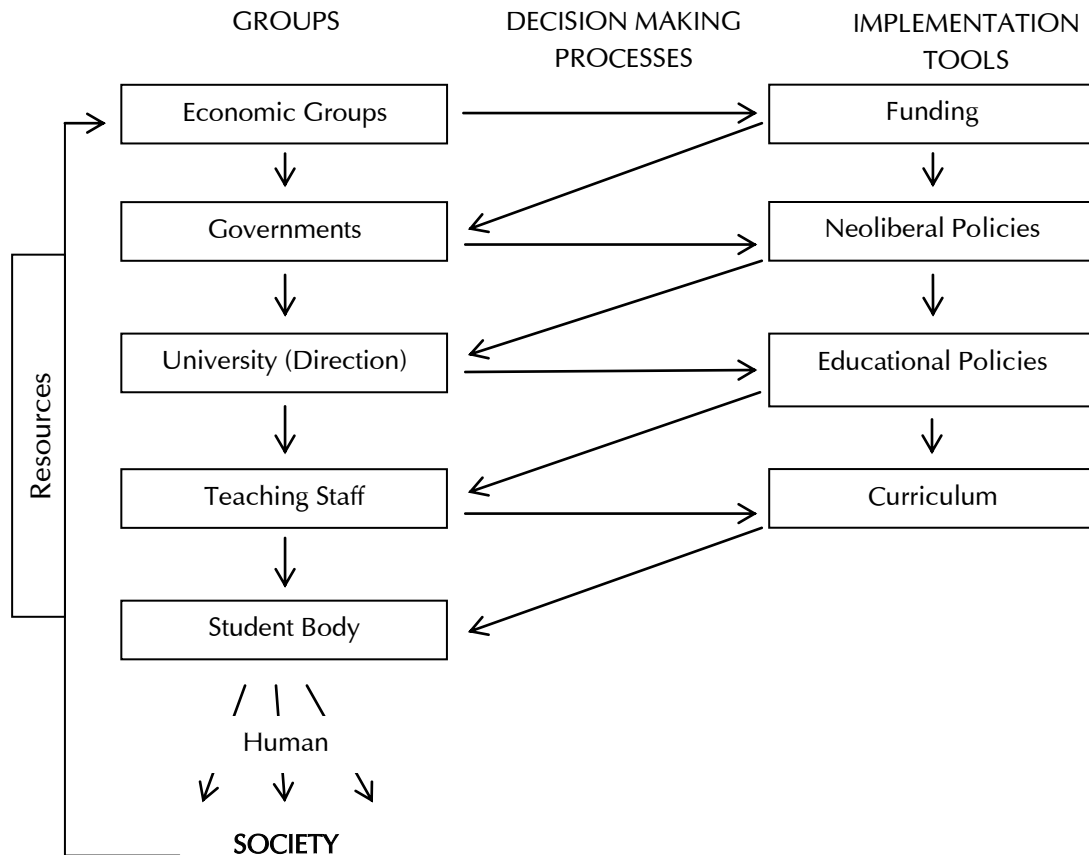 GROUPS
DECISION MAKING
PROCESSES
IMPLEMENTATION
TOOLS
Economic Groups
Funding
Governments
Neoliberal Policies
University (Direction)
Educational Policies
Resources
Teaching Staff
Curriculum
Student Body
Human
SOCIETY